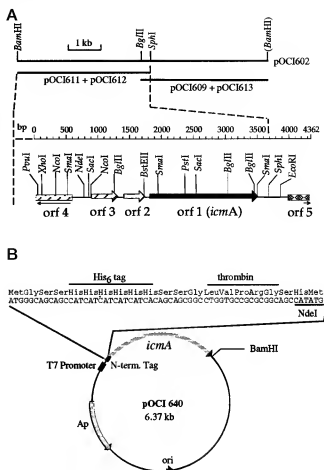 A
BamHI
BglII
SphI
(BamHI)
1 kb
pOCI602
pOCI611 + pOCI612
pOCI609 + pOCI613
bp 0 500 1000 1500 2000 2500 3000 3500 4000 4362
PvuI XhoI NcoI SmaI NdeI SacI NcoI BglII BstEII SmaI PstI SacI BglII BglII SmaI SphI EcoRI
orf 4 orf 3 orf 2 orf 1 (icmA) orf 5
B
His6 tag thrombin
MetGlySerSerHisHisHisHisHisHisSerSerGlyLeuValProArgGlySerHisMet
ATGGGCAGCAGCCATCATCATCATCATCACAGCAGCGGCCTGGTGCCGCGCGGCAGCCATATG
NdeI
icmA
BamHI
T7 Promoter
N-term. Tag
pOCI 640
6.37 kb
Ap
ori